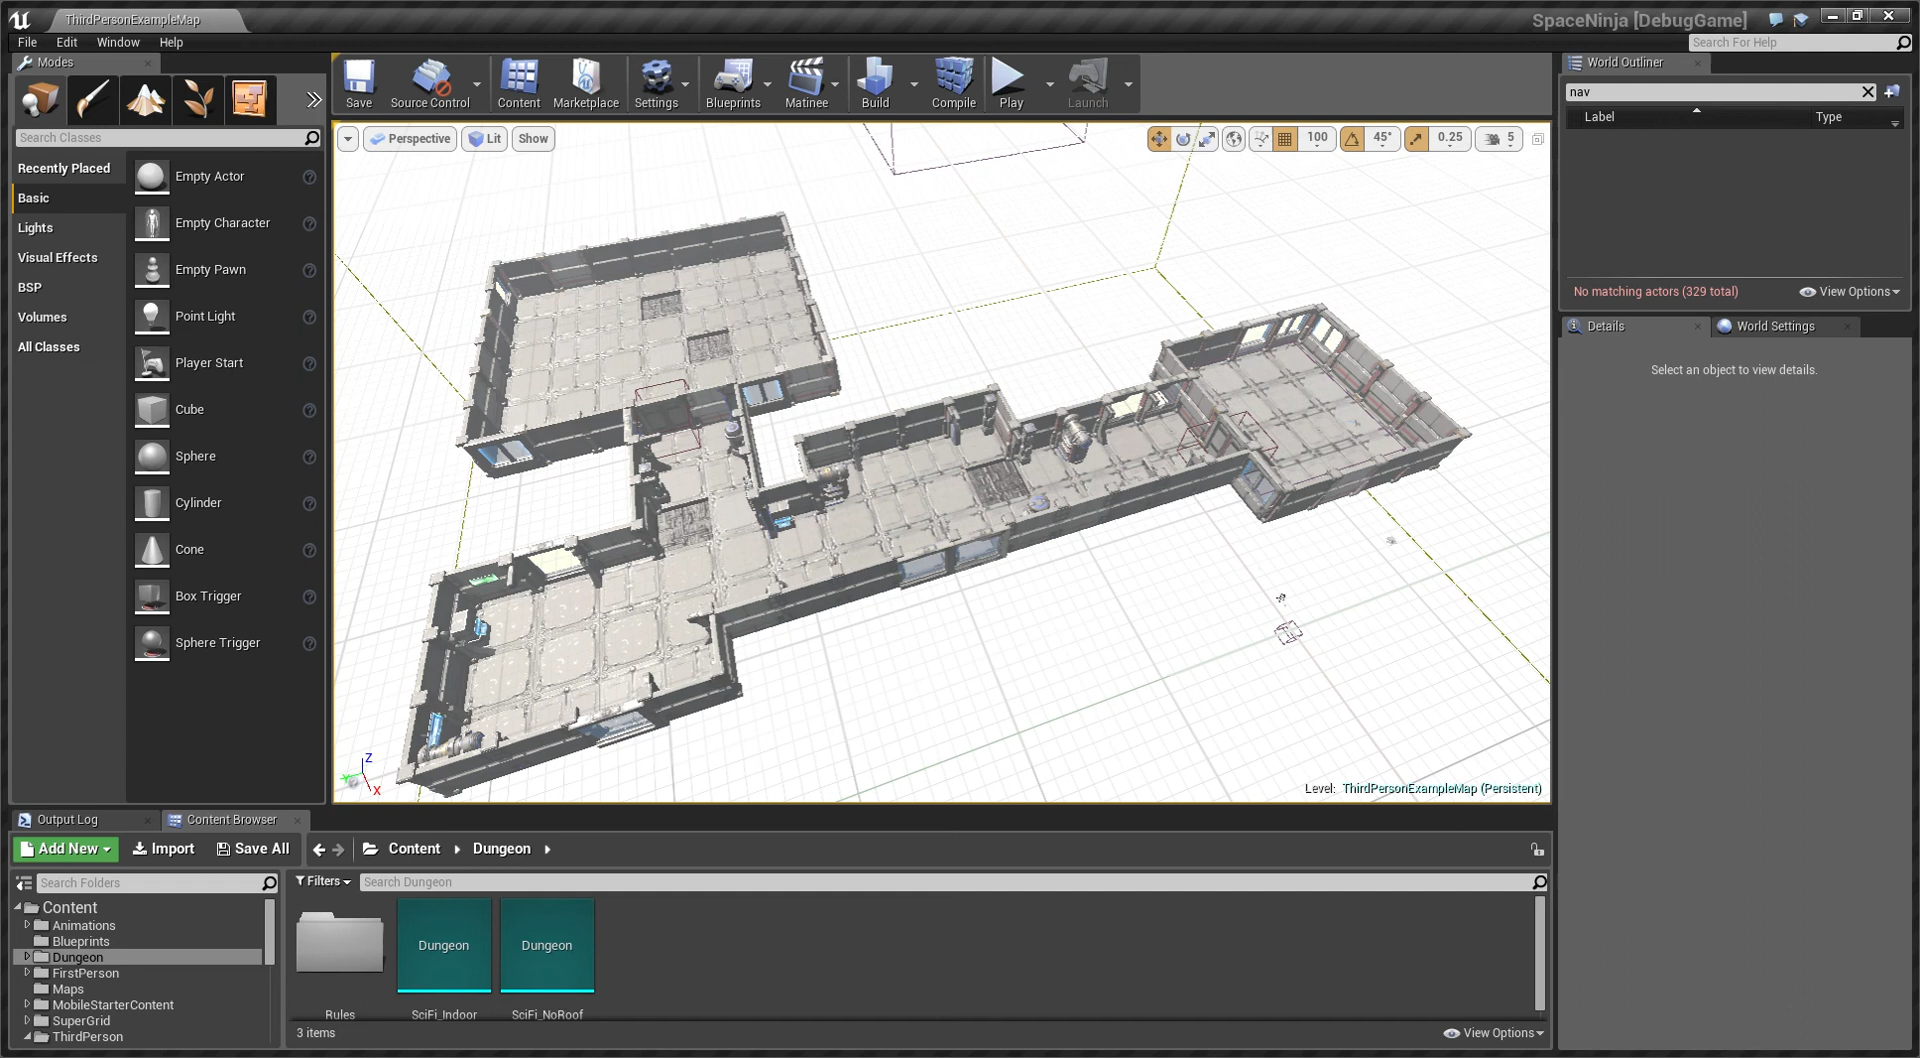 ThirdPersonExampleMap
SpaceNinja [DebugGame]
File Edit Window Help
Search For Help
Modes
Search Classes
Recently Placed
Basic
Lights
Visual Effects
BSP
Volumes
All Classes
Empty Actor
Empty Character
Empty Pawn
Point Light
Player Start
Cube
Sphere
Cylinder
Cone
Box Trigger
Sphere Trigger
Save Source Control Content Marketplace Settings Blueprints Matinee Build Compile Play Launch
Perspective Lit Show
100 45° 0.25 5
Z
Y
X
Level: ThirdPersonExampleMap (Persistent)
World Outliner
nav
Label Type
No matching actors (329 total) View Options
Details World Settings
Select an object to view details.
Output Log Content Browser
Add New Import Save All Content Dungeon
Search Folders
Filters Search Dungeon
Content
Animations
Blueprints
Dungeon
FirstPerson
Maps
MobileStarterContent
SuperGrid
ThirdPerson
Dungeon Dungeon
Rules SciFi_Indoor SciFi_NoRoof
3 items View Options